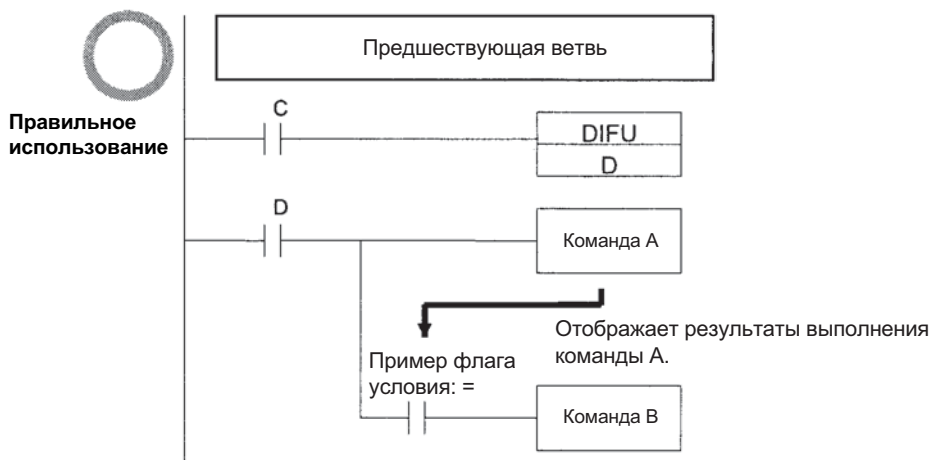 Предшествующая ветвь
Правильное
использование
C
DIFU
D
D
Команда A
Отображает результаты выполнения
команды A.
Пример флага
условия: =
Команда B